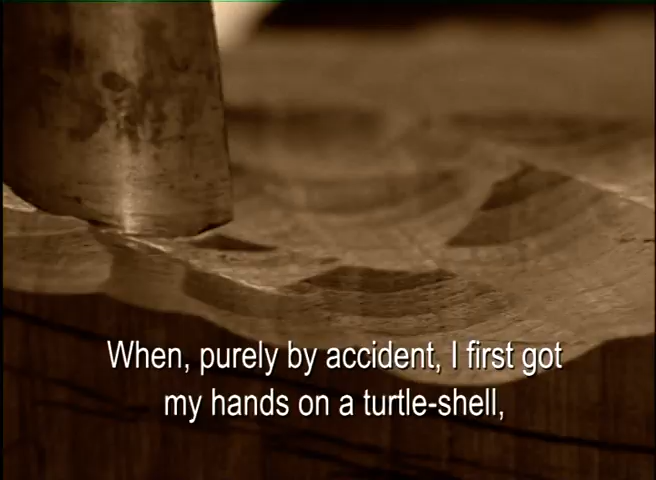 When, purely by accident, I first got
my hands on a turtle-shell,